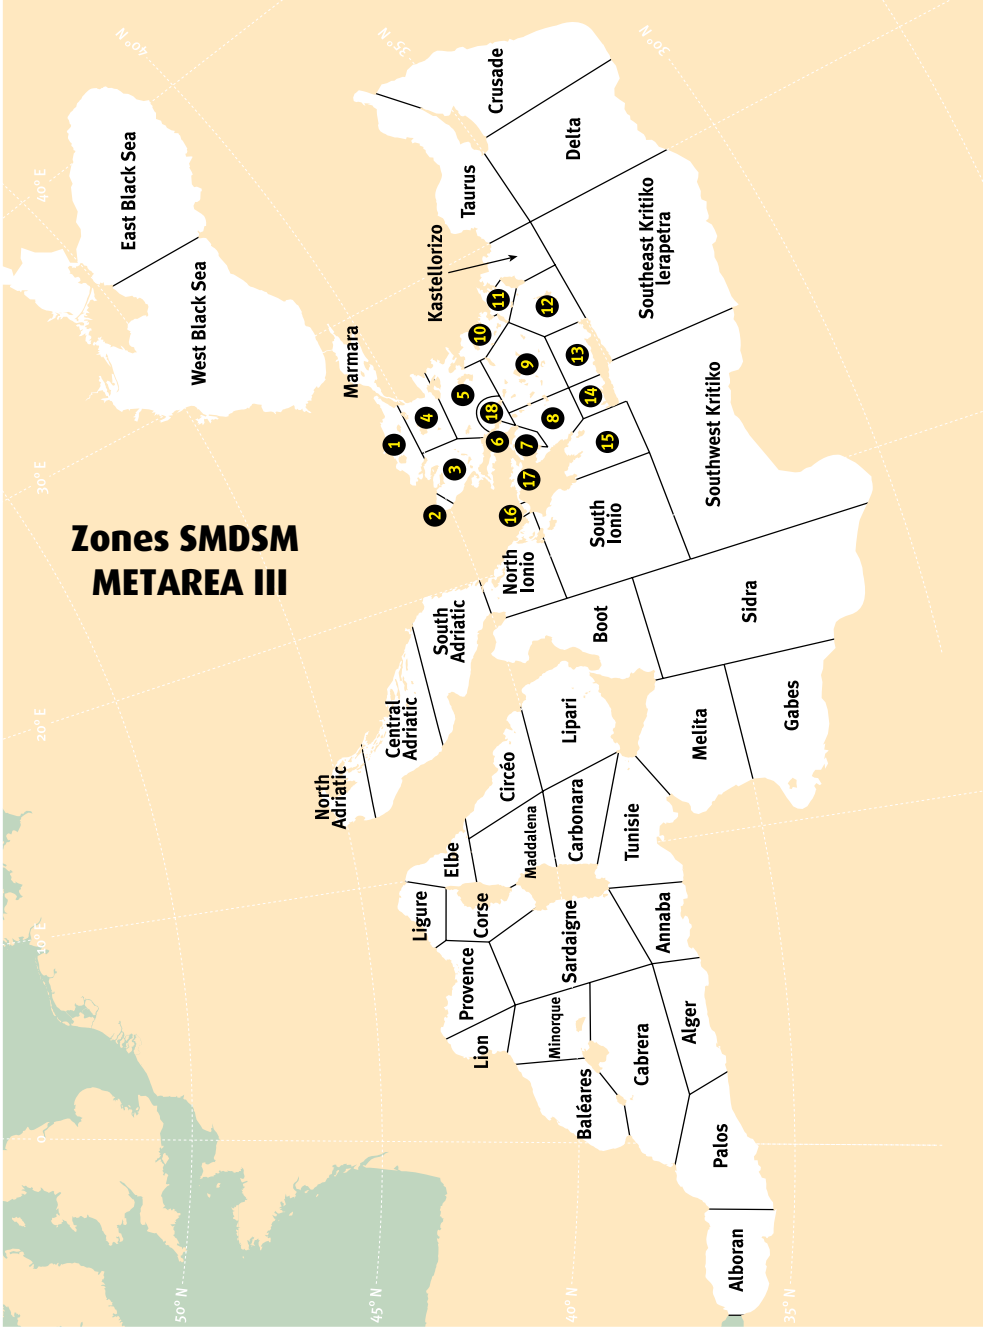 Zones SMDSM
METAREA III
40° N
35° N
30° N
40° E
30° E
20° E
10° E
0
50° N
45° N
40° N
35° N
East Black Sea
West Black Sea
Marmara
Kastellorizo
Taurus
Crusade
Delta
Southeast Kritiko
Ierapetra
Southwest Kritiko
1
2
3
4
5
6
7
8
9
10
11
12
13
14
15
16
17
18
North
Ionio
South
Ionio
Boot
Sidra
South
Adriatic
Central
Adriatic
North
Adriatic
Lipari
Circéo
Melita
Gabes
Carbonara
Maddalena
Tunisie
Elbe
Ligure
Corse
Sardaigne
Annaba
Provence
Lion
Minorque
Baléares
Cabrera
Alger
Palos
Alboran